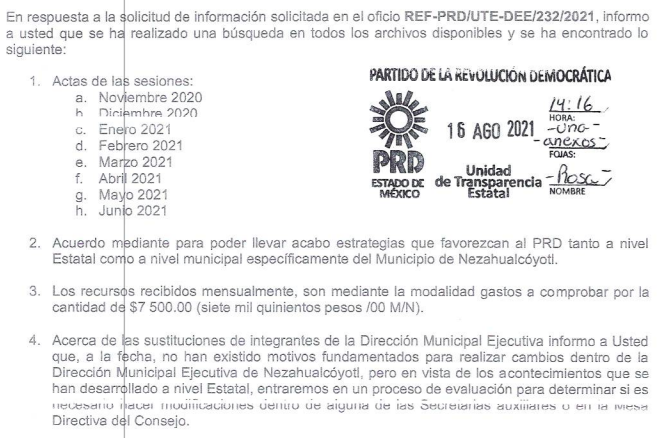 En respuesta a la solicitud de información solicitada en el oficio REF-PRD/UTE-DEE/232/2021, informo
a usted que se ha realizado una búsqueda en todos los archivos disponibles y se ha encontrado lo
siguiente:
1. Actas de las sesiones:
a. Noviembre 2020
b. Diciembre 2020
c. Enero 2021
d. Febrero 2021
e. Marzo 2021
f. Abril 2021
g. Mayo 2021
h. Junio 2021
PARTIDO DE LA REVOLUCIÓN DEMOCRÁTICA
PRD
ESTADO DE
MÉXICO
16 AGO 2021
Unidad
de Transparencia
Estatal
14:16
HORA:
-Uno-
-anexos-
FOJAS:
-Rosa-
NOMBRE
2. Acuerdo mediante para poder llevar acabo estrategias que favorezcan al PRD tanto a nivel
Estatal como a nivel municipal específicamente del Municipio de Nezahualcóyotl.
3. Los recursos recibidos mensualmente, son mediante la modalidad gastos a comprobar por la
cantidad de $7 500.00 (siete mil quinientos pesos /00 M/N).
4. Acerca de las sustituciones de integrantes de la Dirección Municipal Ejecutiva informo a Usted
que, a la fecha, no han existido motivos fundamentados para realizar cambios dentro de la
Dirección Municipal Ejecutiva de Nezahualcóyotl, pero en vista de los acontecimientos que se
han desarrollado a nivel Estatal, entraremos en un proceso de evaluación para determinar si es
necesario hacer modificaciones dentro de alguna de las Secretarías auxiliares o en la Mesa
Directiva del Consejo.